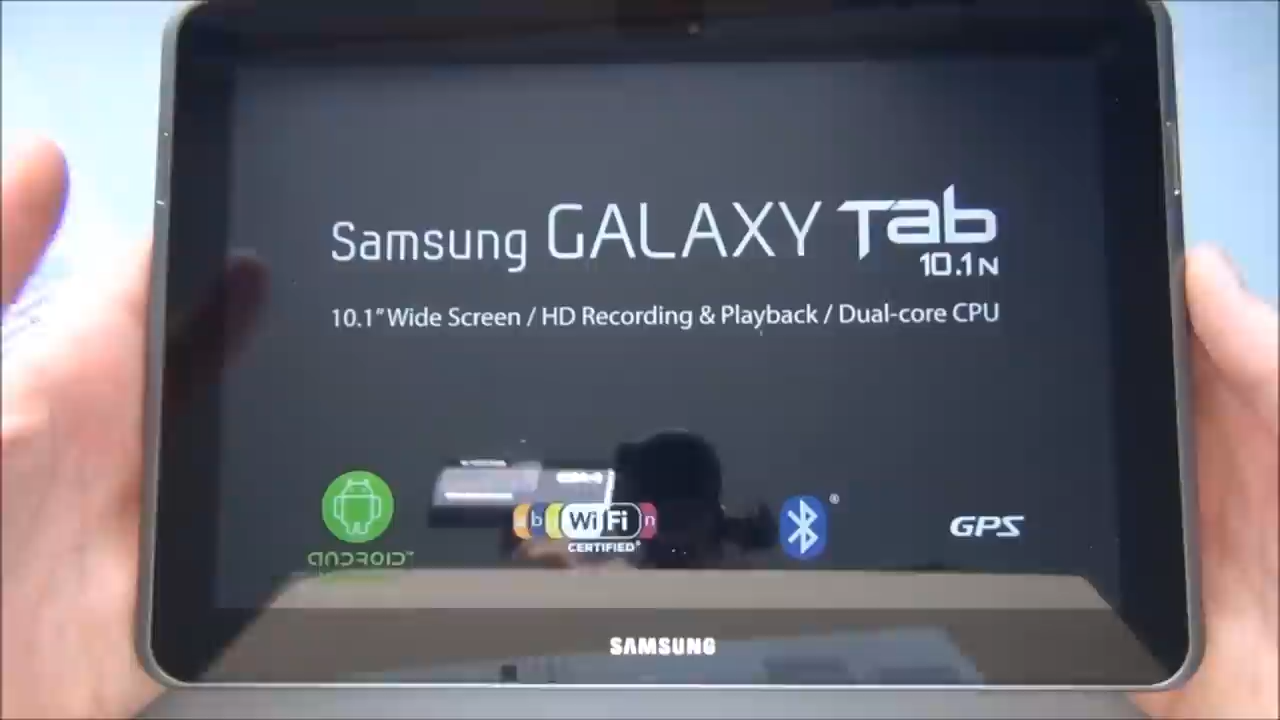 Samsung GALAXY Tab
10.1 N
10.1" Wide Screen / HD Recording & Playback / Dual-core CPU
ANDROID™
b Wi Fi n
CERTIFIED®
®
GPS
SAMSUNG